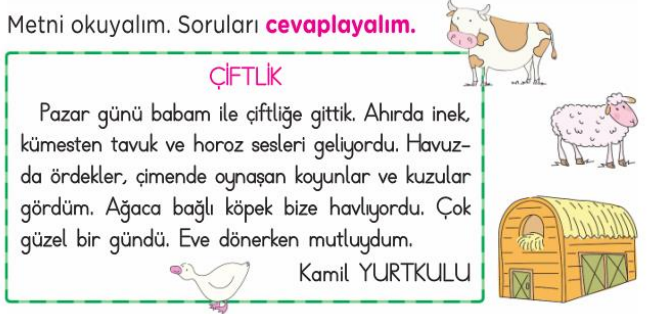 Metni okuyalım. Soruları cevaplayalım.
ÇİFTLİK
Pazar günü babam ile çiftliğe gittik. Ahırda inek,
kümesten tavuk ve horoz sesleri geliyordu. Havuz-
da ördekler, çimende oynaşan koyunlar ve kuzular
gördüm. Ağaca bağlı köpek bize havlıyordu. Çok
güzel bir gündü. Eve dönerken mutluydum.
Kamil YURTKULU